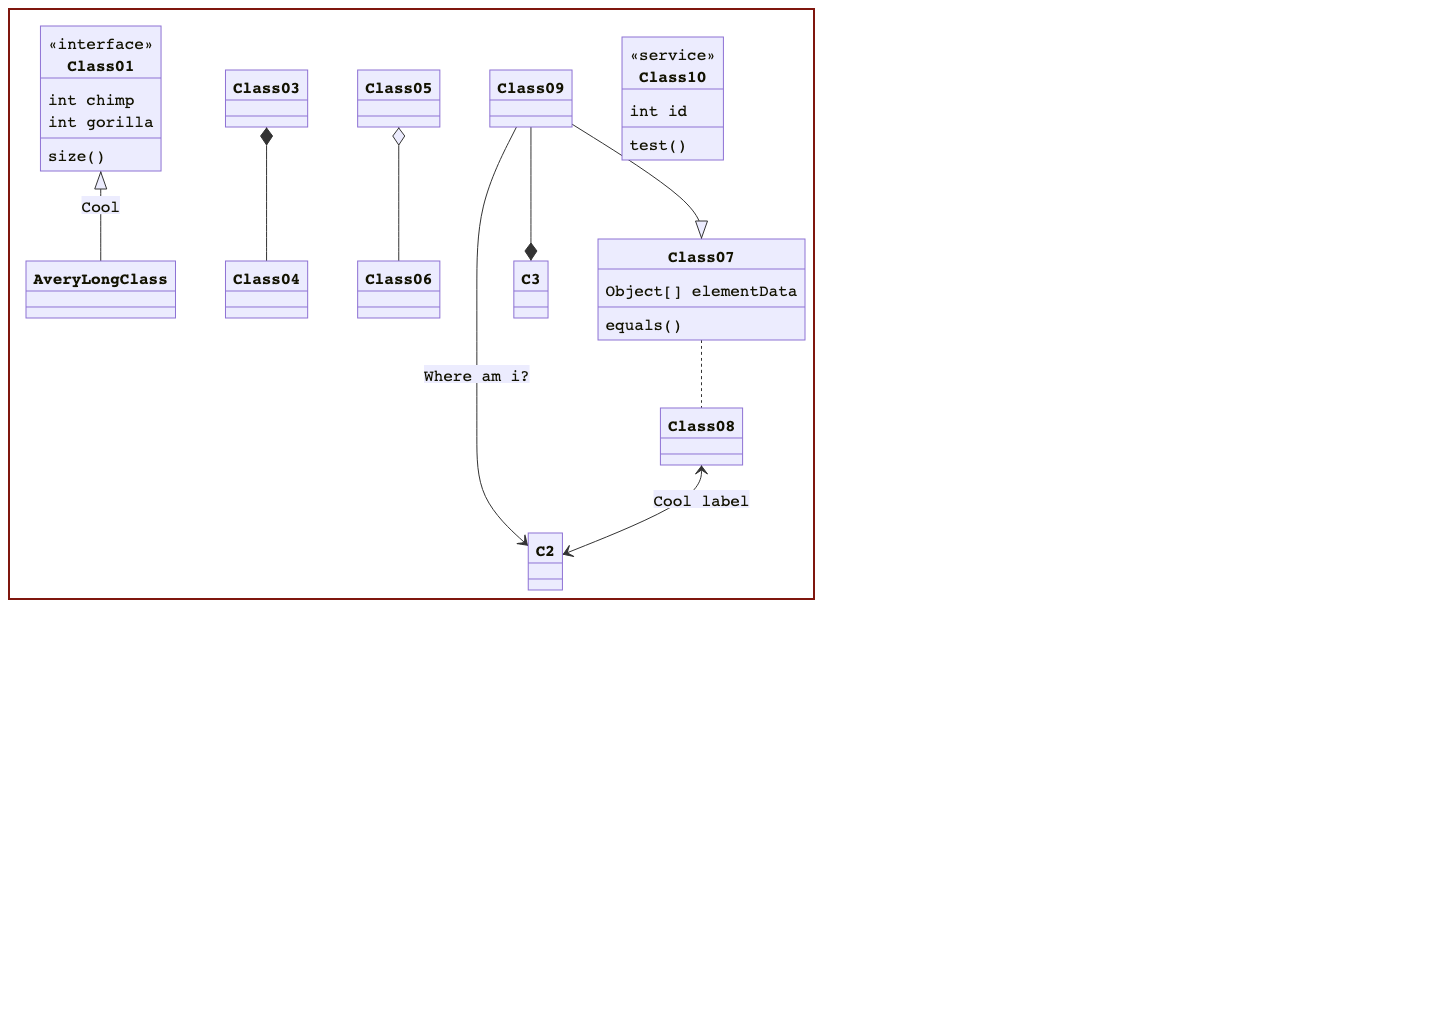 «interface»
Class01
int chimp
int gorilla
size()
Cool
AveryLongClass
Class03
Class04
Class05
Class06
Class09
C3
«service»
Class10
int id
test()
Class07
Object[] elementData
equals()
Where am i?
Class08
Cool label
C2